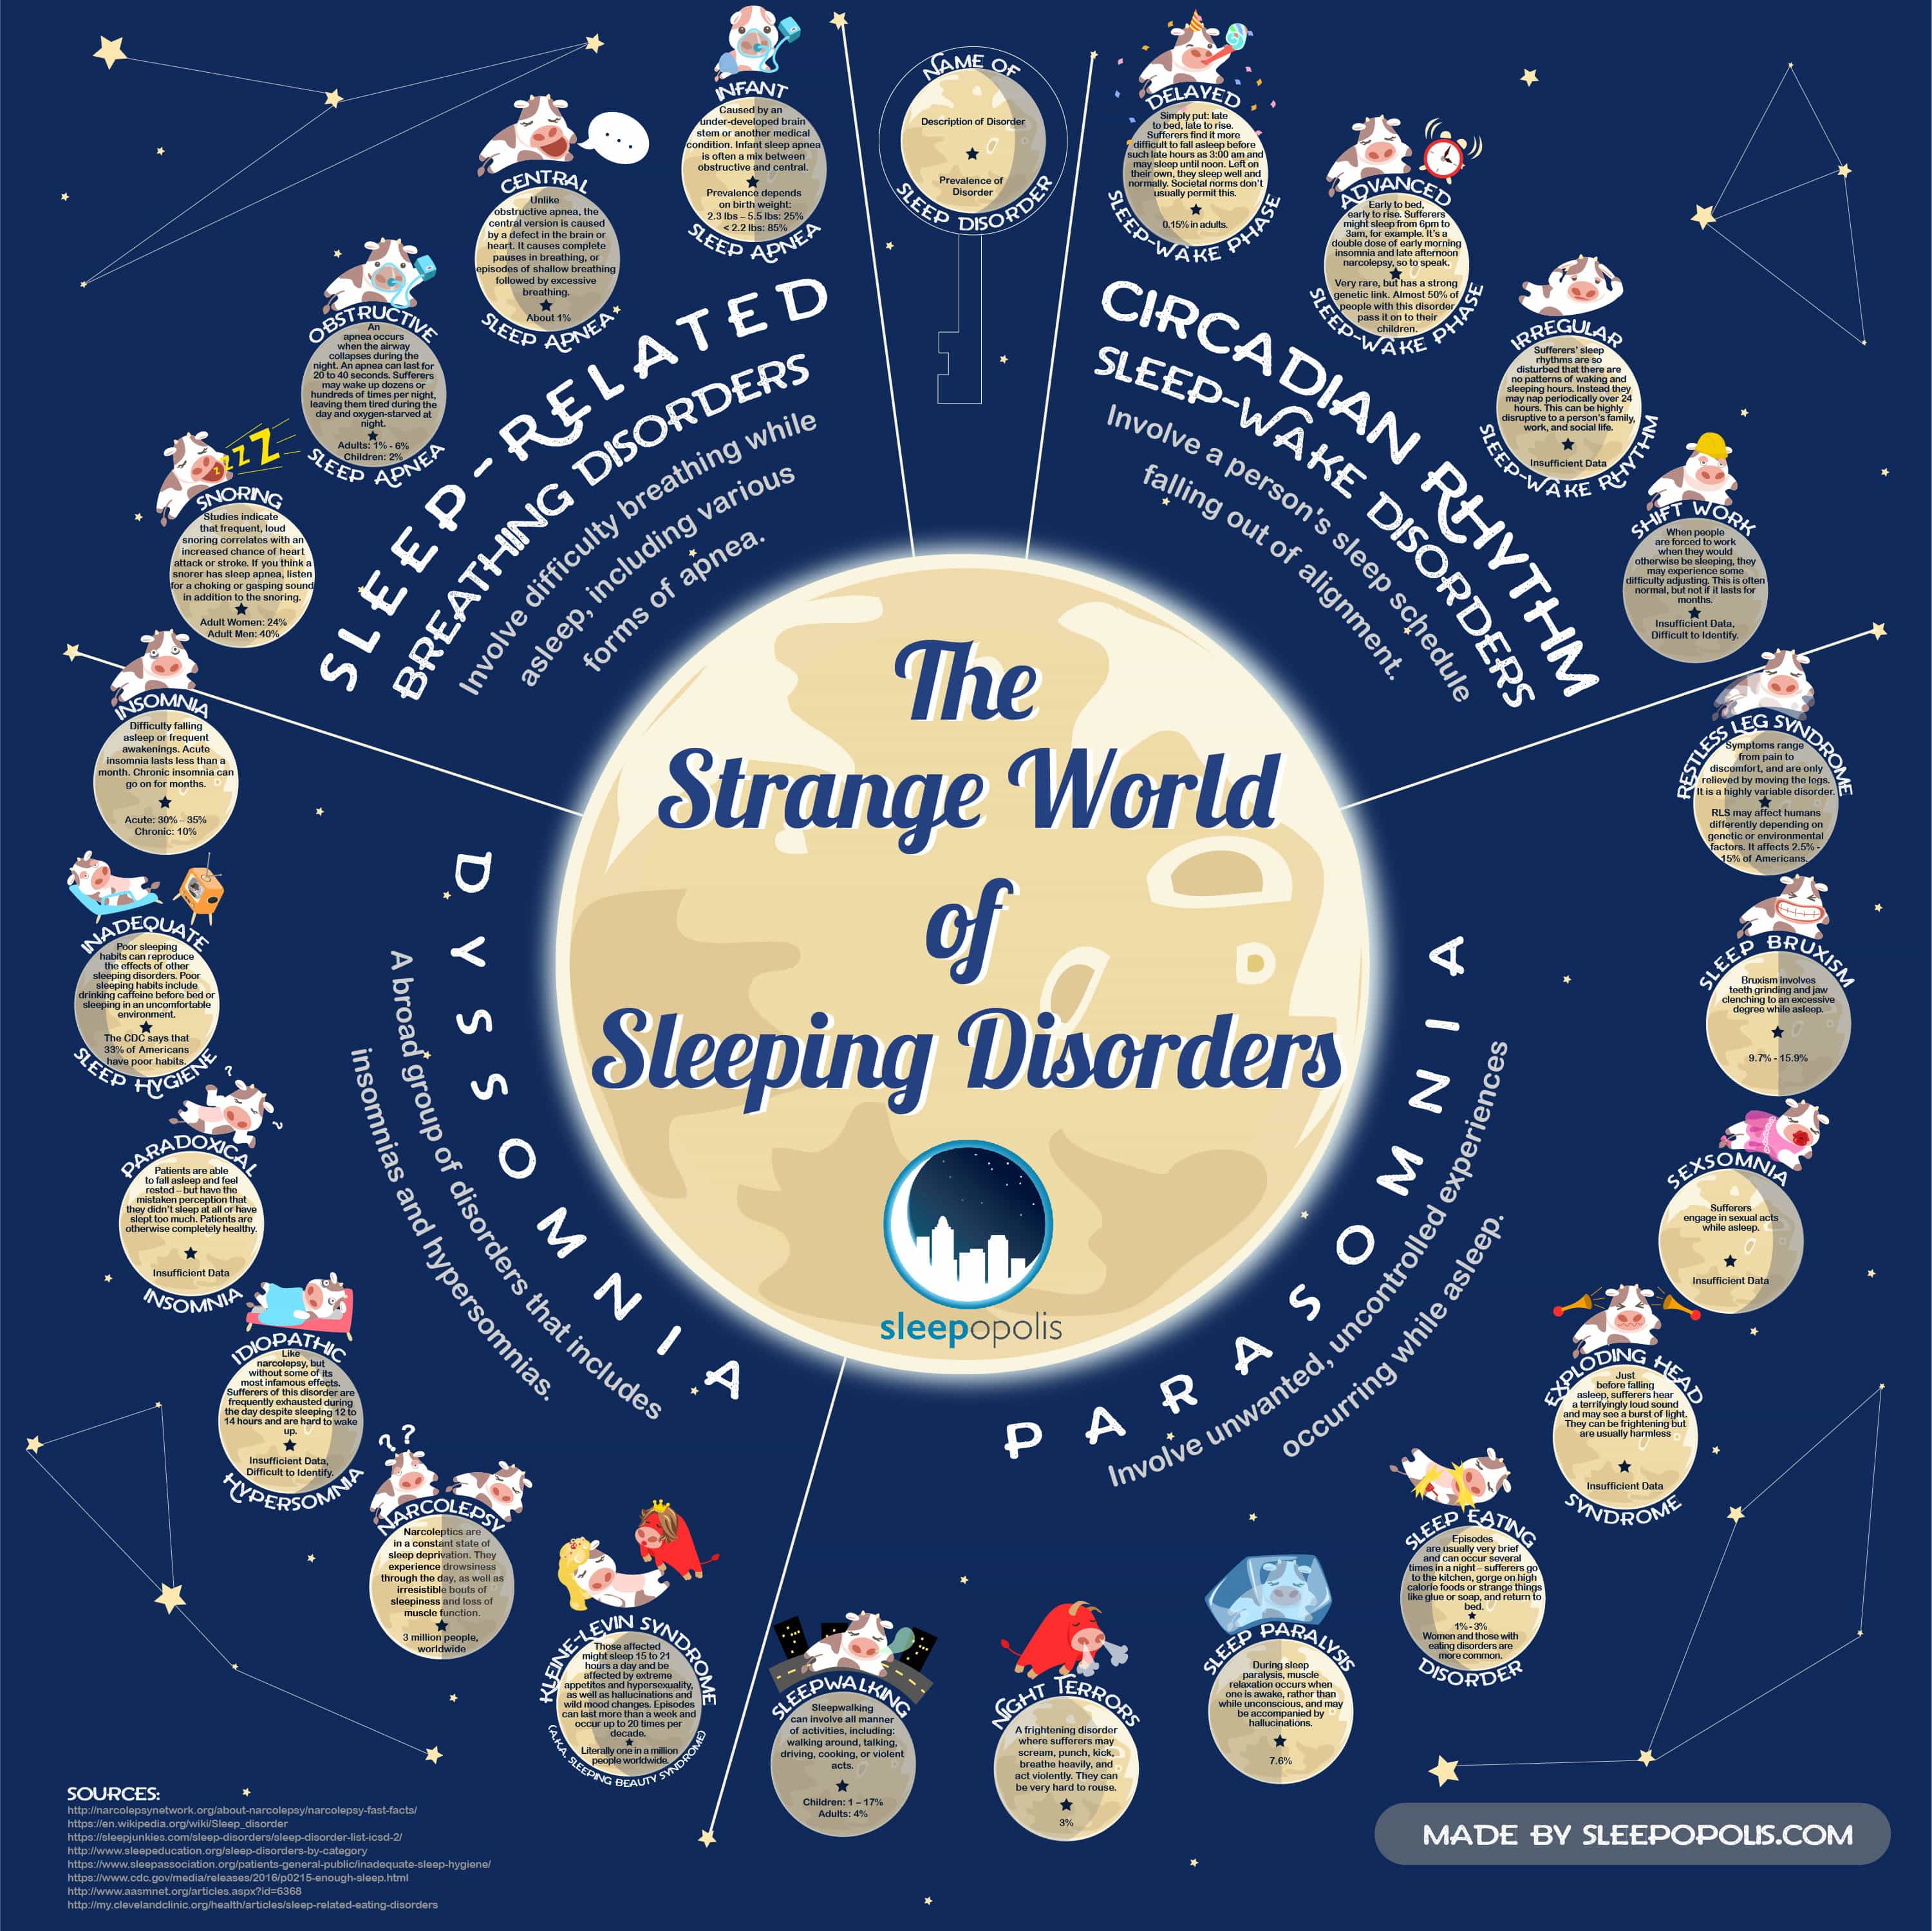 The
Strange World
of
Sleeping Disorders
sleepopolis
NAME OF
Description of Disorder
Prevalence of
Disorder
SLEEP DISORDER
SLEEP-RELATED
BREATHING DISORDERS
Involve difficulty breathing while
asleep, including various
forms of apnea.
INFANT
Caused by an
under-developed brain
stem or another medical
condition. Infant sleep apnea
is often a mix between
obstructive and central.
Prevalence depends
on birth weight:
2.3 lbs – 5.5 lbs: 25%
< 2.2 lbs: 85%
SLEEP APNEA
CENTRAL
Unlike
obstructive apnea, the
central version is caused
by a defect in the brain or
heart. It causes complete
pauses in breathing, or
episodes of shallow breathing
followed by excessive
breathing.
About 1%
SLEEP APNEA
OBSTRUCTIVE
An
apnea occurs
when the airway
collapses during the
night. An apnea can last for
20 to 40 seconds. Sufferers
may wake up dozens or
hundreds of times per night,
leaving them tired during the
day and oxygen-starved at
night.
Adults: 1% - 6%
Children: 2%
SLEEP APNEA
z z Z Z
SNORING
Studies indicate
that frequent, loud
snoring correlates with an
increased chance of heart
attack or stroke. If you think a
snorer has sleep apnea, listen
for a choking or gasping sound
in addition to the snoring.
Adult Women: 24%
Adult Men: 40%
CIRCADIAN RHYTHM
SLEEP-WAKE DISORDERS
Involve a person's sleep schedule
falling out of alignment.
DELAYED
Simply put: late
to bed, late to rise.
Sufferers find it more
difficult to fall asleep before
such late hours as 3:00 am and
may sleep until noon. Left on
their own, they sleep well and
normally. Societal norms don't
usually permit this.
0.15% in adults.
SLEEP-WAKE PHASE
ADVANCED
Early to bed,
early to rise. Sufferers
might sleep from 6pm to
3am, for example. It's a
double dose of early morning
insomnia and late afternoon
narcolepsy, so to speak.
Very rare, but has a strong
genetic link. Almost 50% of
people with this disorder
pass it on to their
children.
SLEEP-WAKE PHASE
IRREGULAR
Sufferers' sleep
rhythms are so
disturbed that there are
no patterns of waking and
sleeping hours. Instead they
may nap periodically over 24
hours. This can be highly
disruptive to a person's family,
work, and social life.
Insufficient Data
SLEEP-WAKE RHYTHM
SHIFT WORK
When people
are forced to work
when they would
otherwise be sleeping, they
may experience some
difficulty adjusting. This is often
normal, but not if it lasts for
months.
Insufficient Data,
Difficult to Identify.
DYSSOMNIA
A broad group of disorders that includes
insomnias and hypersomnias.
INSOMNIA
Difficulty falling
asleep or frequent
awakenings. Acute
insomnia lasts less than a
month. Chronic insomnia can
go on for months.
Acute: 30% – 35%
Chronic: 10%
INADEQUATE
Poor sleeping
habits can reproduce
the effects of other
sleeping disorders. Poor
sleeping habits include
drinking caffeine before bed or
sleeping in an uncomfortable
environment.
The CDC says that
33% of Americans
have poor habits.
SLEEP HYGIENE
? ?
PARADOXICAL
Patients are able
to fall asleep and feel
rested – but have the
mistaken perception that
they didn't sleep at all or have
slept too much. Patients are
otherwise completely healthy.
Insufficient Data
INSOMNIA
IDIOPATHIC
Like
narcolepsy, but
without some of its
most infamous effects.
Sufferers of this disorder are
frequently exhausted during
the day despite sleeping 12 to
14 hours and are hard to wake
up.
Insufficient Data,
Difficult to Identify.
HYPERSOMNIA
? ?
NARCOLEPSY
Narcoleptics are
in a constant state of
sleep deprivation. They
experience drowsiness
through the day, as well as
irresistible bouts of
sleepiness and loss of
muscle function.
3 million people,
worldwide
KLEINE-LEVIN SYNDROME
Those affected
might sleep 15 to 21
hours a day and be
affected by extreme
appetites and hypersexuality,
as well as hallucinations and
wild mood changes. Episodes
can last more than a week and
occur up to 20 times per
decade.
Literally one in a million
people worldwide.
(A.K.A. SLEEPING BEAUTY SYNDROME)
PARASOMNIA
Involve unwanted, uncontrolled experiences
occurring while asleep.
RESTLESS LEG SYNDROME
Symptoms range
from pain to
discomfort, and are only
relieved by moving the legs.
It is a highly variable disorder.
RLS may affect humans
differently depending on
genetic or environmental
factors. It affects 2.5% -
15% of Americans.
SLEEP BRUXISM
Bruxism involves
teeth grinding and jaw
clenching to an excessive
degree while asleep.
9.7% - 15.9%
SEXSOMNIA
Sufferers
engage in sexual acts
while asleep.
Insufficient Data
EXPLODING HEAD
Just
before falling
asleep, sufferers hear
a terrifyingly loud sound
and may see a burst of light.
They can be frightening but
are usually harmless
Insufficient Data
SYNDROME
SLEEP EATING
Episodes
are usually very brief
and can occur several
times in a night – sufferers go
to the kitchen, gorge on high
calorie foods or strange things
like glue or soap, and return to
bed.
1% - 3%
Women and those with
eating disorders are
more common.
DISORDER
SLEEP PARALYSIS
During sleep
paralysis, muscle
relaxation occurs when
one is awake, rather than
while unconscious, and may
be accompanied by
hallucinations.
7.6%
NIGHT TERRORS
A frightening disorder
where sufferers may
scream, punch, kick,
breathe heavily, and
act violently. They can
be very hard to rouse.
3%
SLEEPWALKING
Sleepwalking
can involve all manner
of activities, including:
walking around, talking,
driving, cooking, or violent
acts.
Children: 1 – 17%
Adults: 4%
SOURCES:
http://narcolepsynetwork.org/about-narcolepsy/narcolepsy-fast-facts/
https://en.wikipedia.org/wiki/Sleep_disorder
https://sleepjunkies.com/sleep-disorders/sleep-disorder-list-icsd-2/
http://www.sleepeducation.org/sleep-disorders-by-category
https://www.sleepassociation.org/patients-general-public/inadequate-sleep-hygiene/
https://www.cdc.gov/media/releases/2016/p0215-enough-sleep.html
http://www.aasmnet.org/articles.aspx?id=6368
http://my.clevelandclinic.org/health/articles/sleep-related-eating-disorders
MADE BY SLEEPOPOLIS.COM